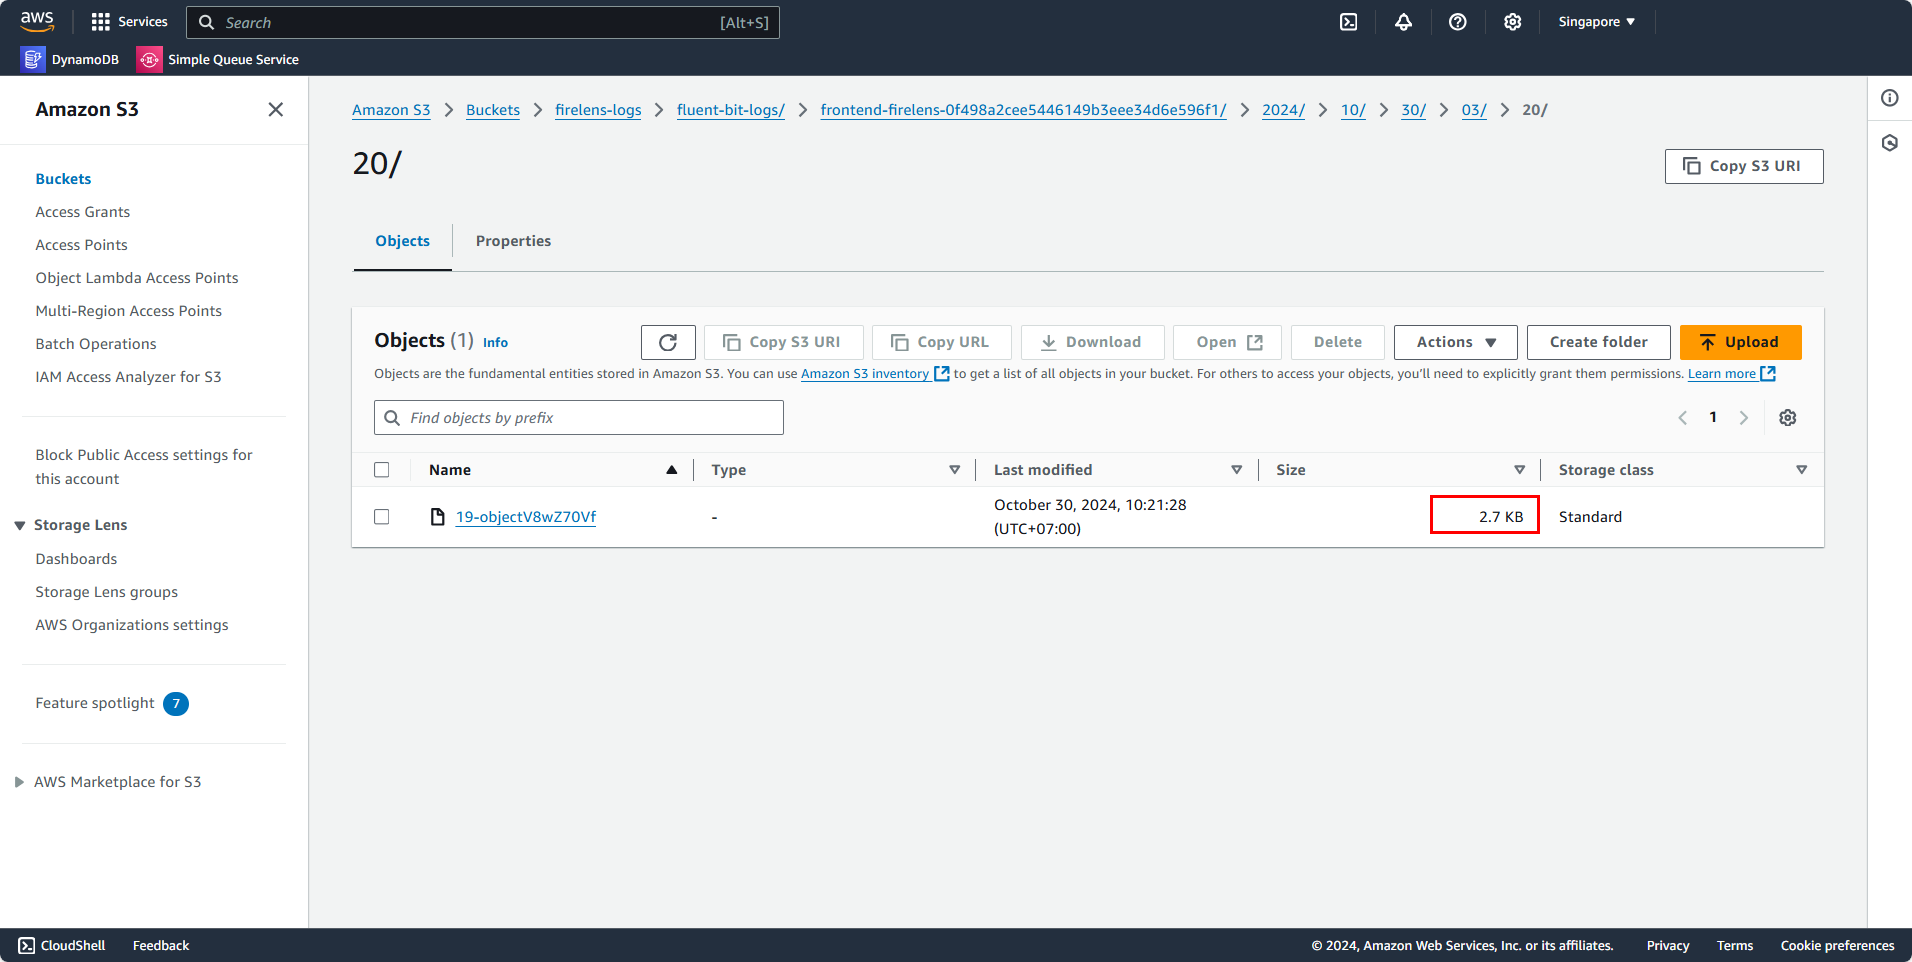 aws
Services
Search
[Alt+S]
Singapore
DynamoDB
Simple Queue Service
Amazon S3
Buckets
Access Grants
Access Points
Object Lambda Access Points
Multi-Region Access Points
Batch Operations
IAM Access Analyzer for S3
Block Public Access settings for
this account
Storage Lens
Dashboards
Storage Lens groups
AWS Organizations settings
Feature spotlight 7
AWS Marketplace for S3
Amazon S3 Buckets firelens-logs fluent-bit-logs/ frontend-firelens-0f498a2cee5446149b3eee34d6e596f1/ 2024/ 10/ 30/ 03/ 20/
20/
Copy S3 URI
Objects
Properties
Objects (1) Info
Copy S3 URI
Copy URL
Download
Open
Delete
Actions
Create folder
Upload
Objects are the fundamental entities stored in Amazon S3. You can use Amazon S3 inventory to get a list of all objects in your bucket. For others to access your objects, you'll need to explicitly grant them permissions. Learn more
Find objects by prefix
1
Name Type Last modified Size Storage class
19-objectV8wZ70Vf - October 30, 2024, 10:21:28
(UTC+07:00) 2.7 KB Standard
CloudShell Feedback © 2024, Amazon Web Services, Inc. or its affiliates. Privacy Terms Cookie preferences